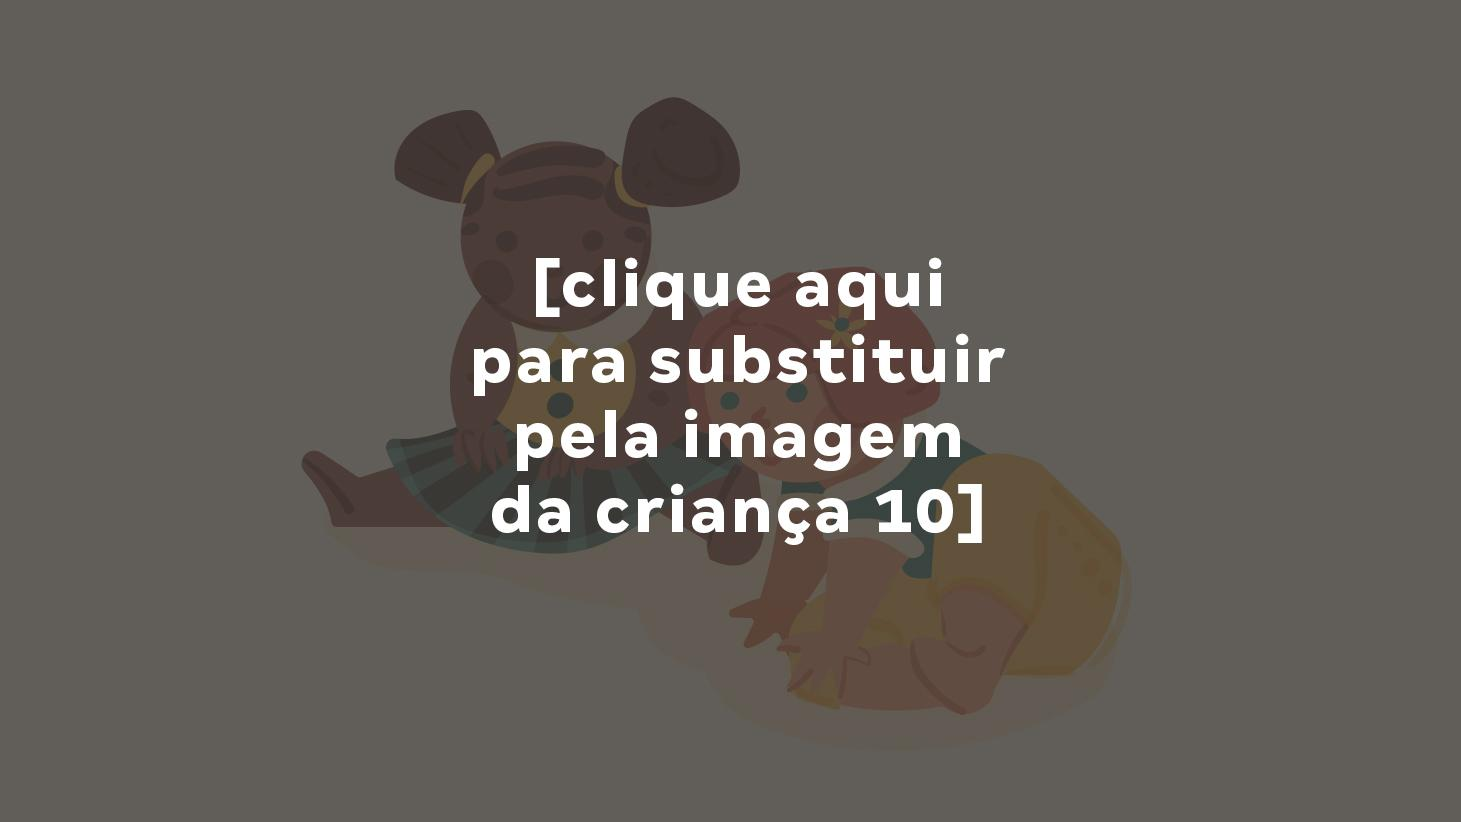 [clique aqui
para substituir
pela imagem
da criança 10]